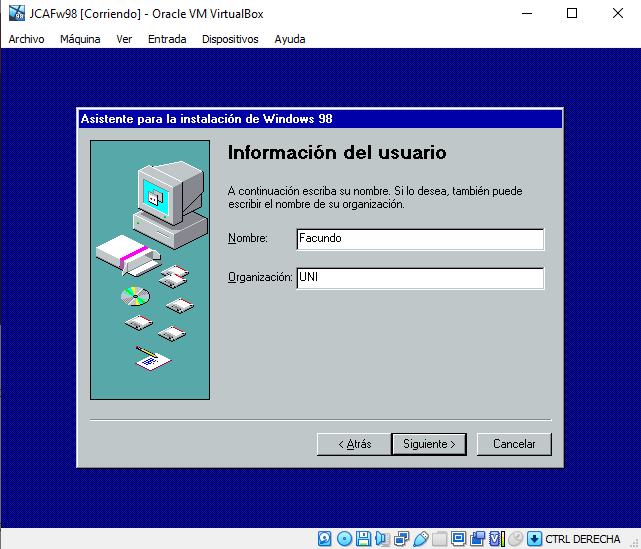 JCAFw98 [Corriendo] - Oracle VM VirtualBox
Archivo Máquina Ver Entrada Dispositivos Ayuda
Asistente para la instalación de Windows 98
Información del usuario
A continuación escriba su nombre. Si lo desea, también puede
escribir el nombre de su organización.
Nombre: Facundo
Organización: UNI
< Atrás Siguiente > Cancelar
CTRL DERECHA